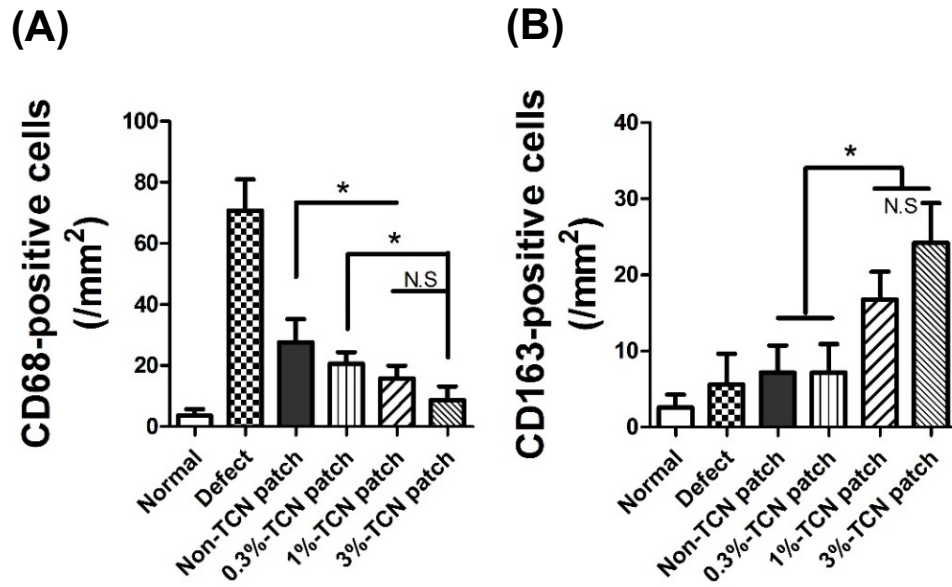 (A)
CD68-positive cells
(/mm²)
100
80
60
40
20
0
*
*
N.S
Normal
Defect
Non-TCN patch
0.3%-TCN patch
1%-TCN patch
3%-TCN patch
(B)
CD163-positive cells
(/mm²)
40
30
20
10
0
*
N.S
Normal
Defect
Non-TCN patch
0.3%-TCN patch
1%-TCN patch
3%-TCN patch